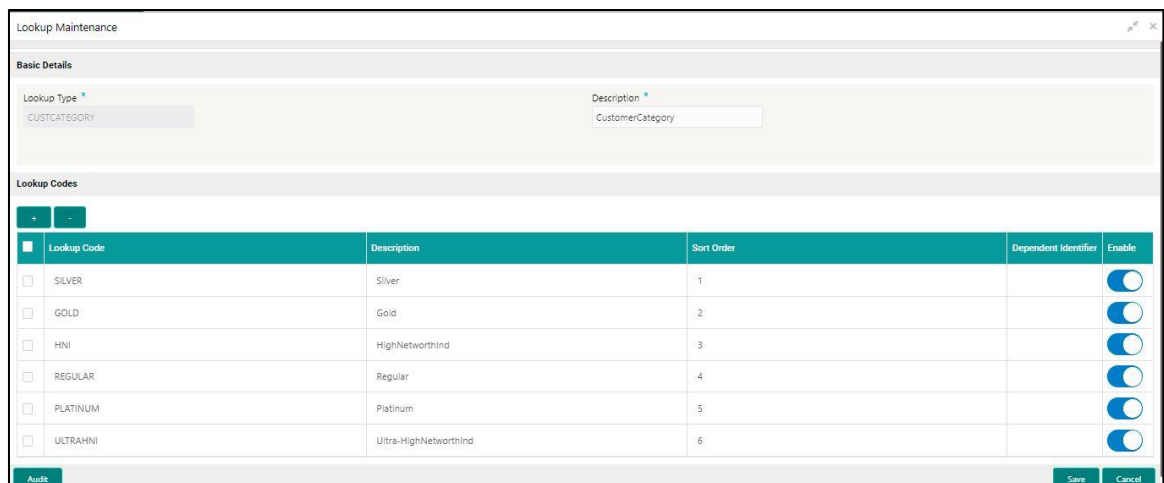 Lookup Maintenance
Basic Details
Lookup Type *
Description *
CUSTCATEGORY
CustomerCategory
Lookup Codes
+ -
Lookup Code Description Sort Order Dependent Identifier Enable
SILVER Silver 1
GOLD Gold 2
HNI HighNetworthInd 3
REGULAR Regular 4
PLATINUM Platinum 5
ULTRAHNI Ultra-HighNetworthInd 6
Audit Save Cancel